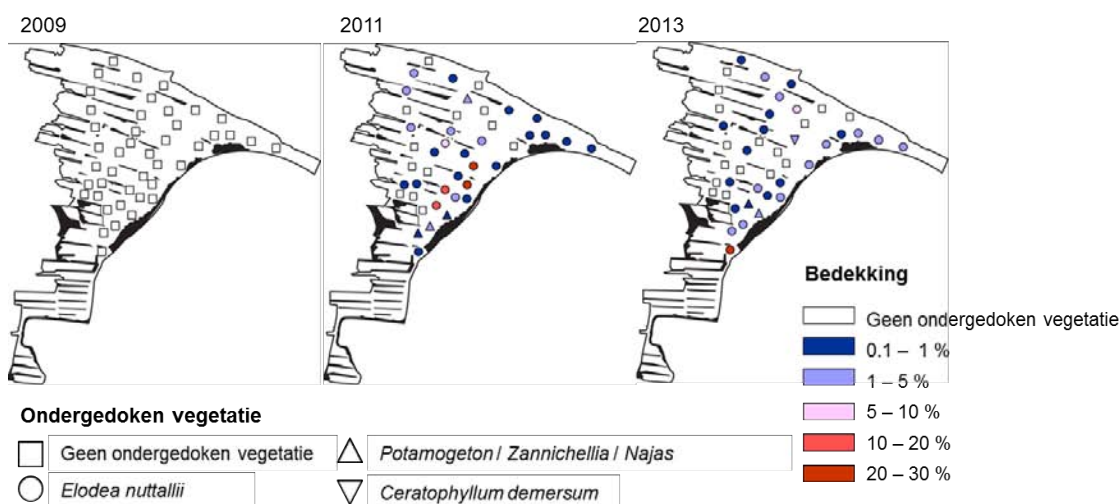 2009
2011
2013
Bedekking
Geen ondergedoken vegetatie
0.1 – 1 %
1 – 5 %
5 – 10 %
10 – 20 %
20 – 30 %
Ondergedoken vegetatie
Geen ondergedoken vegetatie
Potamogeton / Zannichellia / Najas
Elodea nuttallii
Ceratophyllum demersum